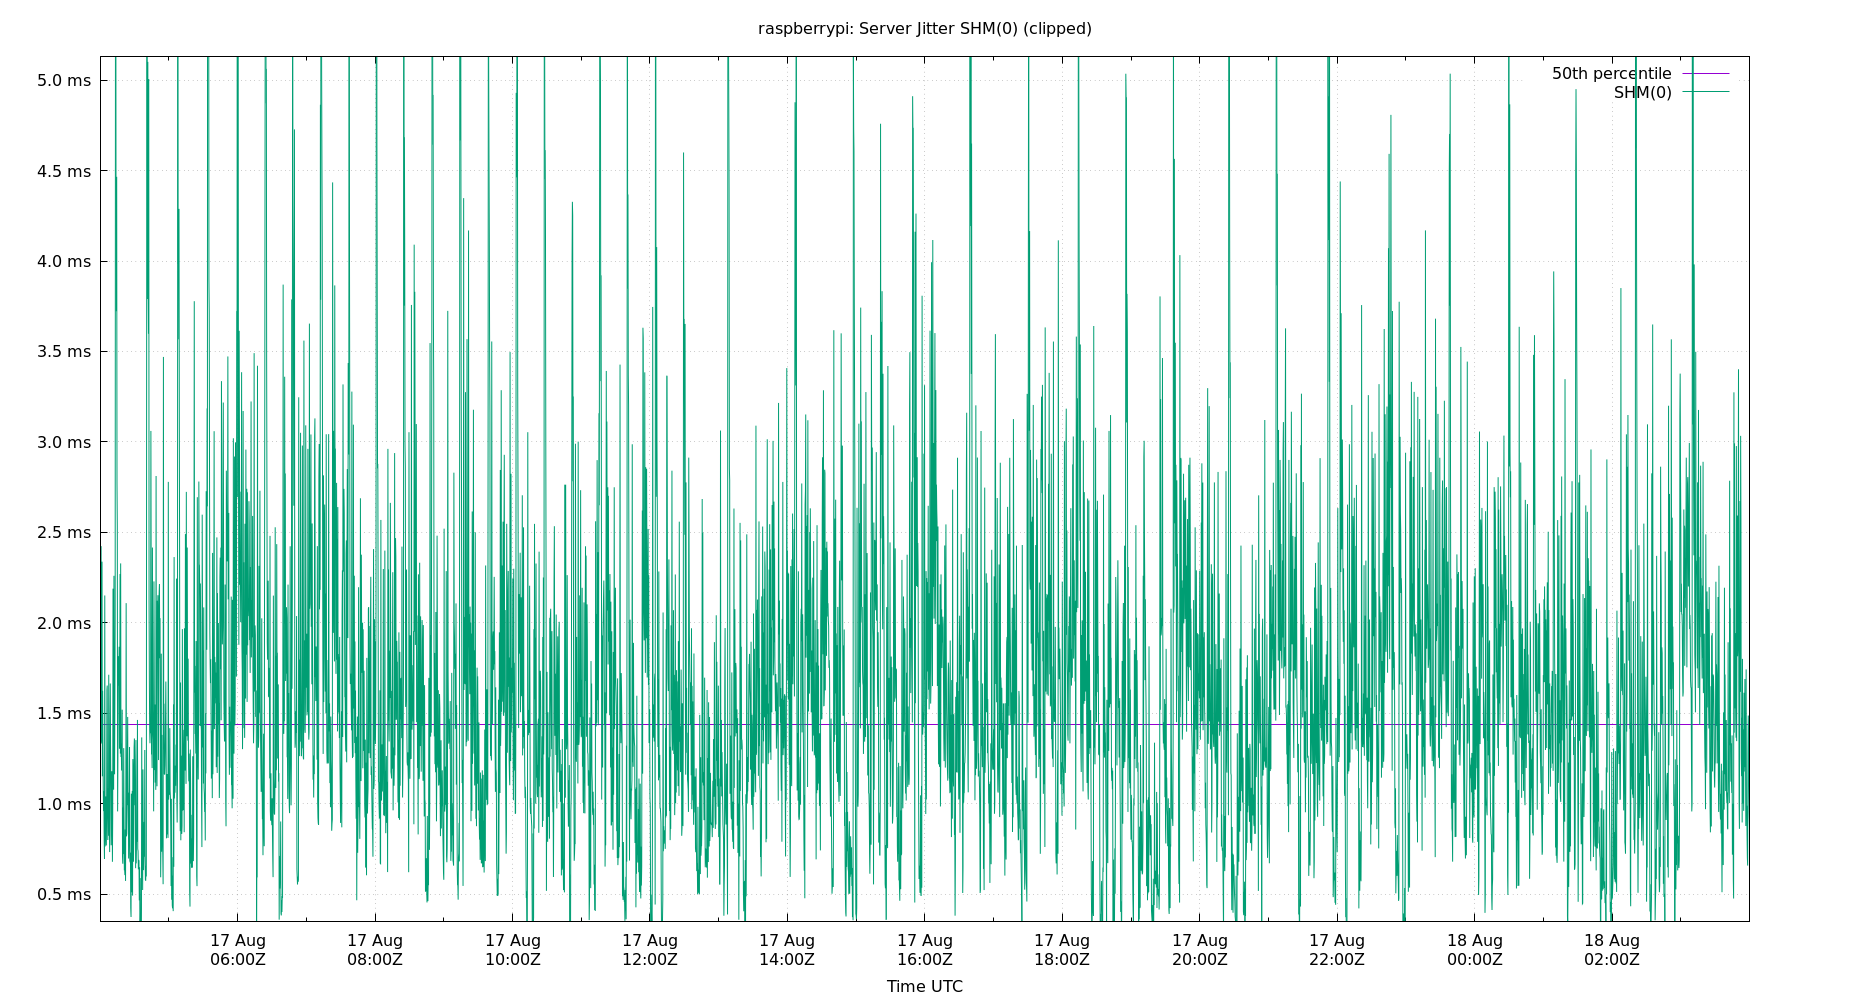 raspberrypi: Server Jitter SHM(0) (clipped)
50th percentile
SHM(0)
5.0 ms
4.5 ms
4.0 ms
3.5 ms
3.0 ms
2.5 ms
2.0 ms
1.5 ms
1.0 ms
0.5 ms
17 Aug 17 Aug 17 Aug 17 Aug 17 Aug 17 Aug 17 Aug 17 Aug 17 Aug 18 Aug 18 Aug
06:00Z 08:00Z 10:00Z 12:00Z 14:00Z 16:00Z 18:00Z 20:00Z 22:00Z 00:00Z 02:00Z
Time UTC